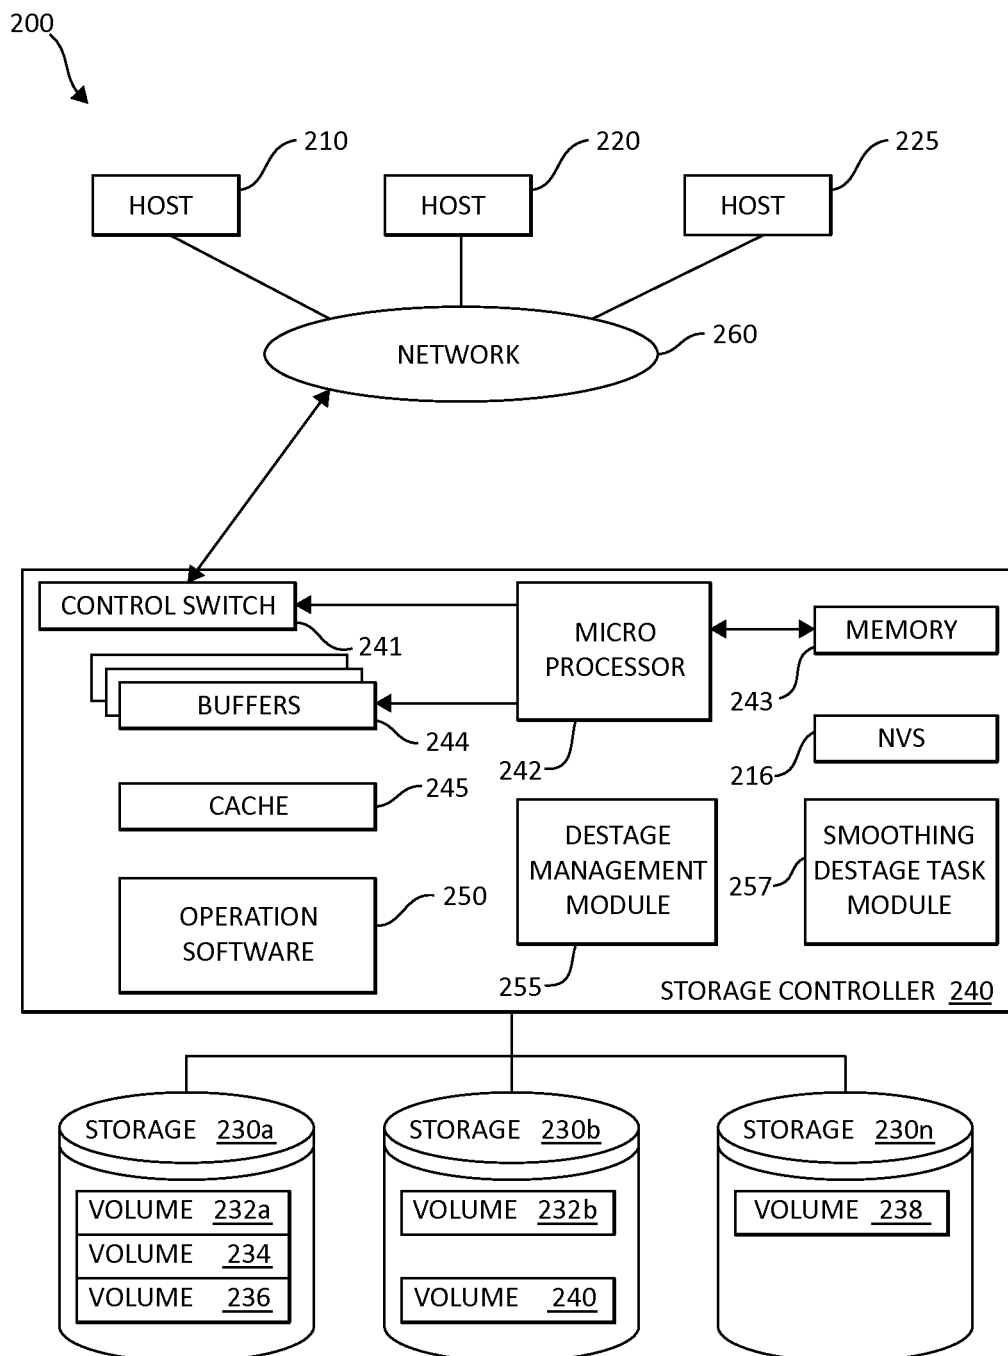 200
210
220
225
HOST
HOST
HOST
NETWORK
260
CONTROL SWITCH
241
MICRO
PROCESSOR
242
MEMORY
243
BUFFERS
244
NVS
216
CACHE
245
DESTAGE
MANAGEMENT
MODULE
255
SMOOTHING
DESTAGE TASK
MODULE
257
OPERATION
SOFTWARE
250
STORAGE CONTROLLER 240
STORAGE 230a
VOLUME 232a
VOLUME 234
VOLUME 236
STORAGE 230b
VOLUME 232b
VOLUME 240
STORAGE 230n
VOLUME 238